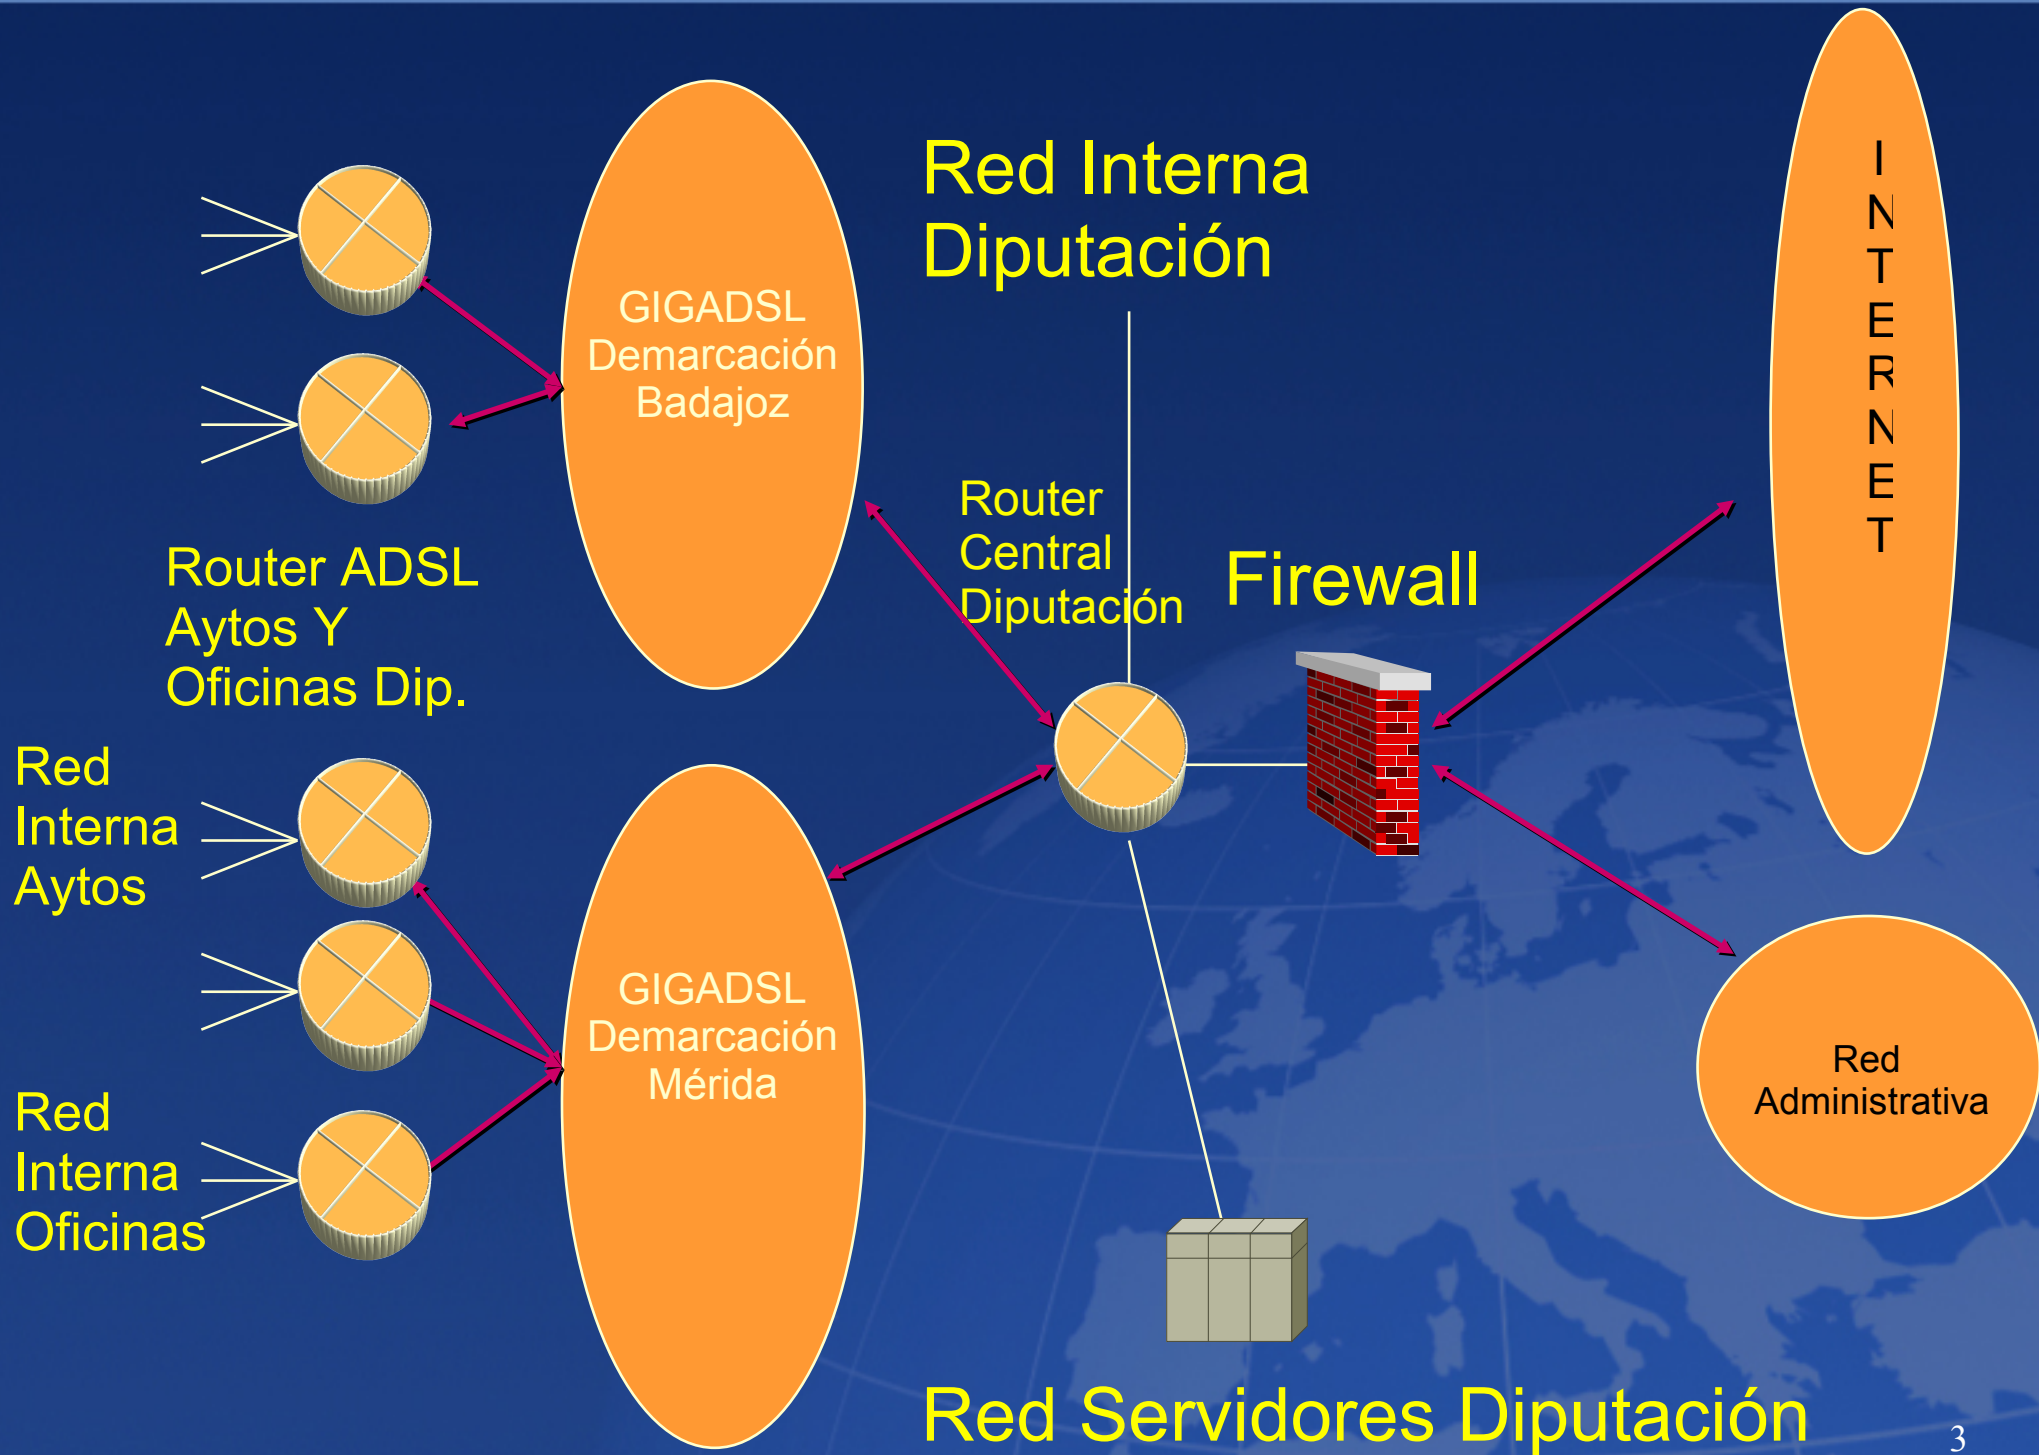 Red Interna
Diputación
GIGADSL
Demarcación
Badajoz
Router
Central
Diputación
Firewall
I
N
T
E
R
N
E
T
Router ADSL
Aytos Y
Oficinas Dip.
Red
Interna
Aytos
GIGADSL
Demarcación
Mérida
Red
Administrativa
Red
Interna
Oficinas
Red Servidores Diputación
3